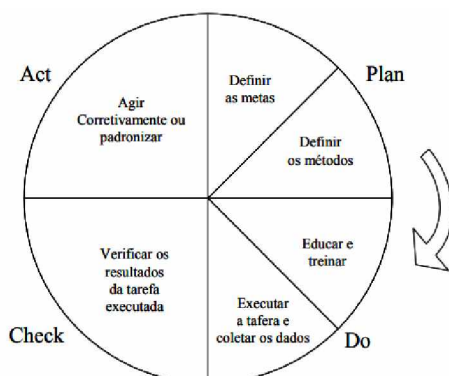 Act
Plan
Agir
Corretivamente ou
padronizar
Definir
as metas
Definir
os métodos
Educar e
treinar
Executar
a tafera e
coletar os dados
Verificar os
resultados
da tarefa
executada
Check
Do